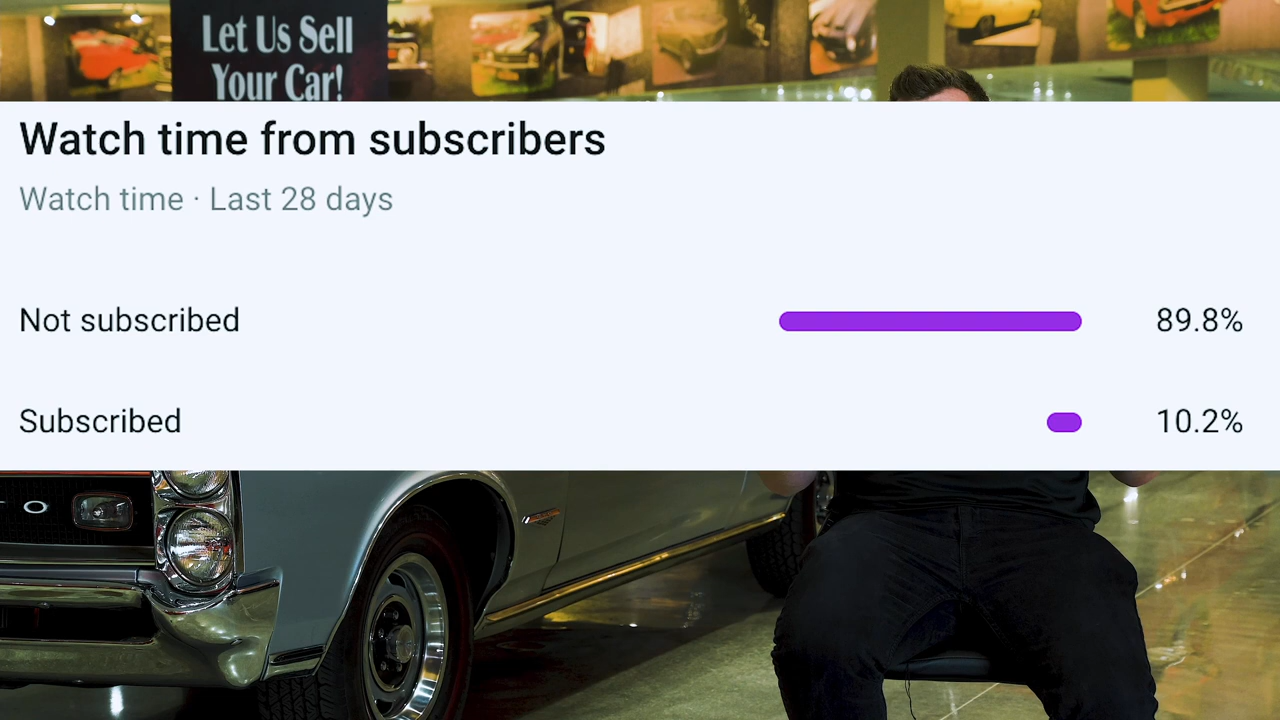 Let Us Sell
Your Car!
Watch time from subscribers
Watch time · Last 28 days
Not subscribed 89.8%
Subscribed 10.2%
O